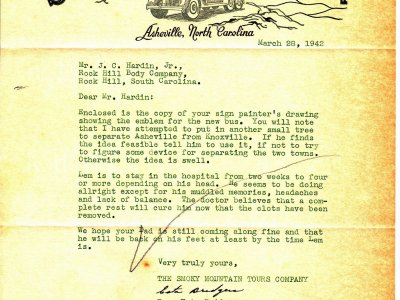 Asheville, North Carolina
March 28, 1942
Mr. J. C. Hardin, Jr.,
Rock Hill Body Company,
Rock Hill, South Carolina.
Dear Mr. Hardin:
Enclosed is the copy of your sign painter's drawing
showing the emblem for the new bus. You will note
that I have attempted to put in another small tree
to separate Asheville from Knoxville. If he finds
the idea feasible tell him to use it, if not to try
to figure some device for separating the two towns.
Otherwise the idea is swell.
Lem is to stay in the hospital from two weeks to four
or more depending on his head. He seems to be doing
allright except for his muddled memories, headaches
and lack of balance. The doctor believes that a com-
plete rest will cure him now that the clots have been
removed.
We hope your Dad is still coming along fine and that
he will be back on his feet at least by the time Lem
is.
Very truly yours,
THE SMOKY MOUNTAIN TOURS COMPANY